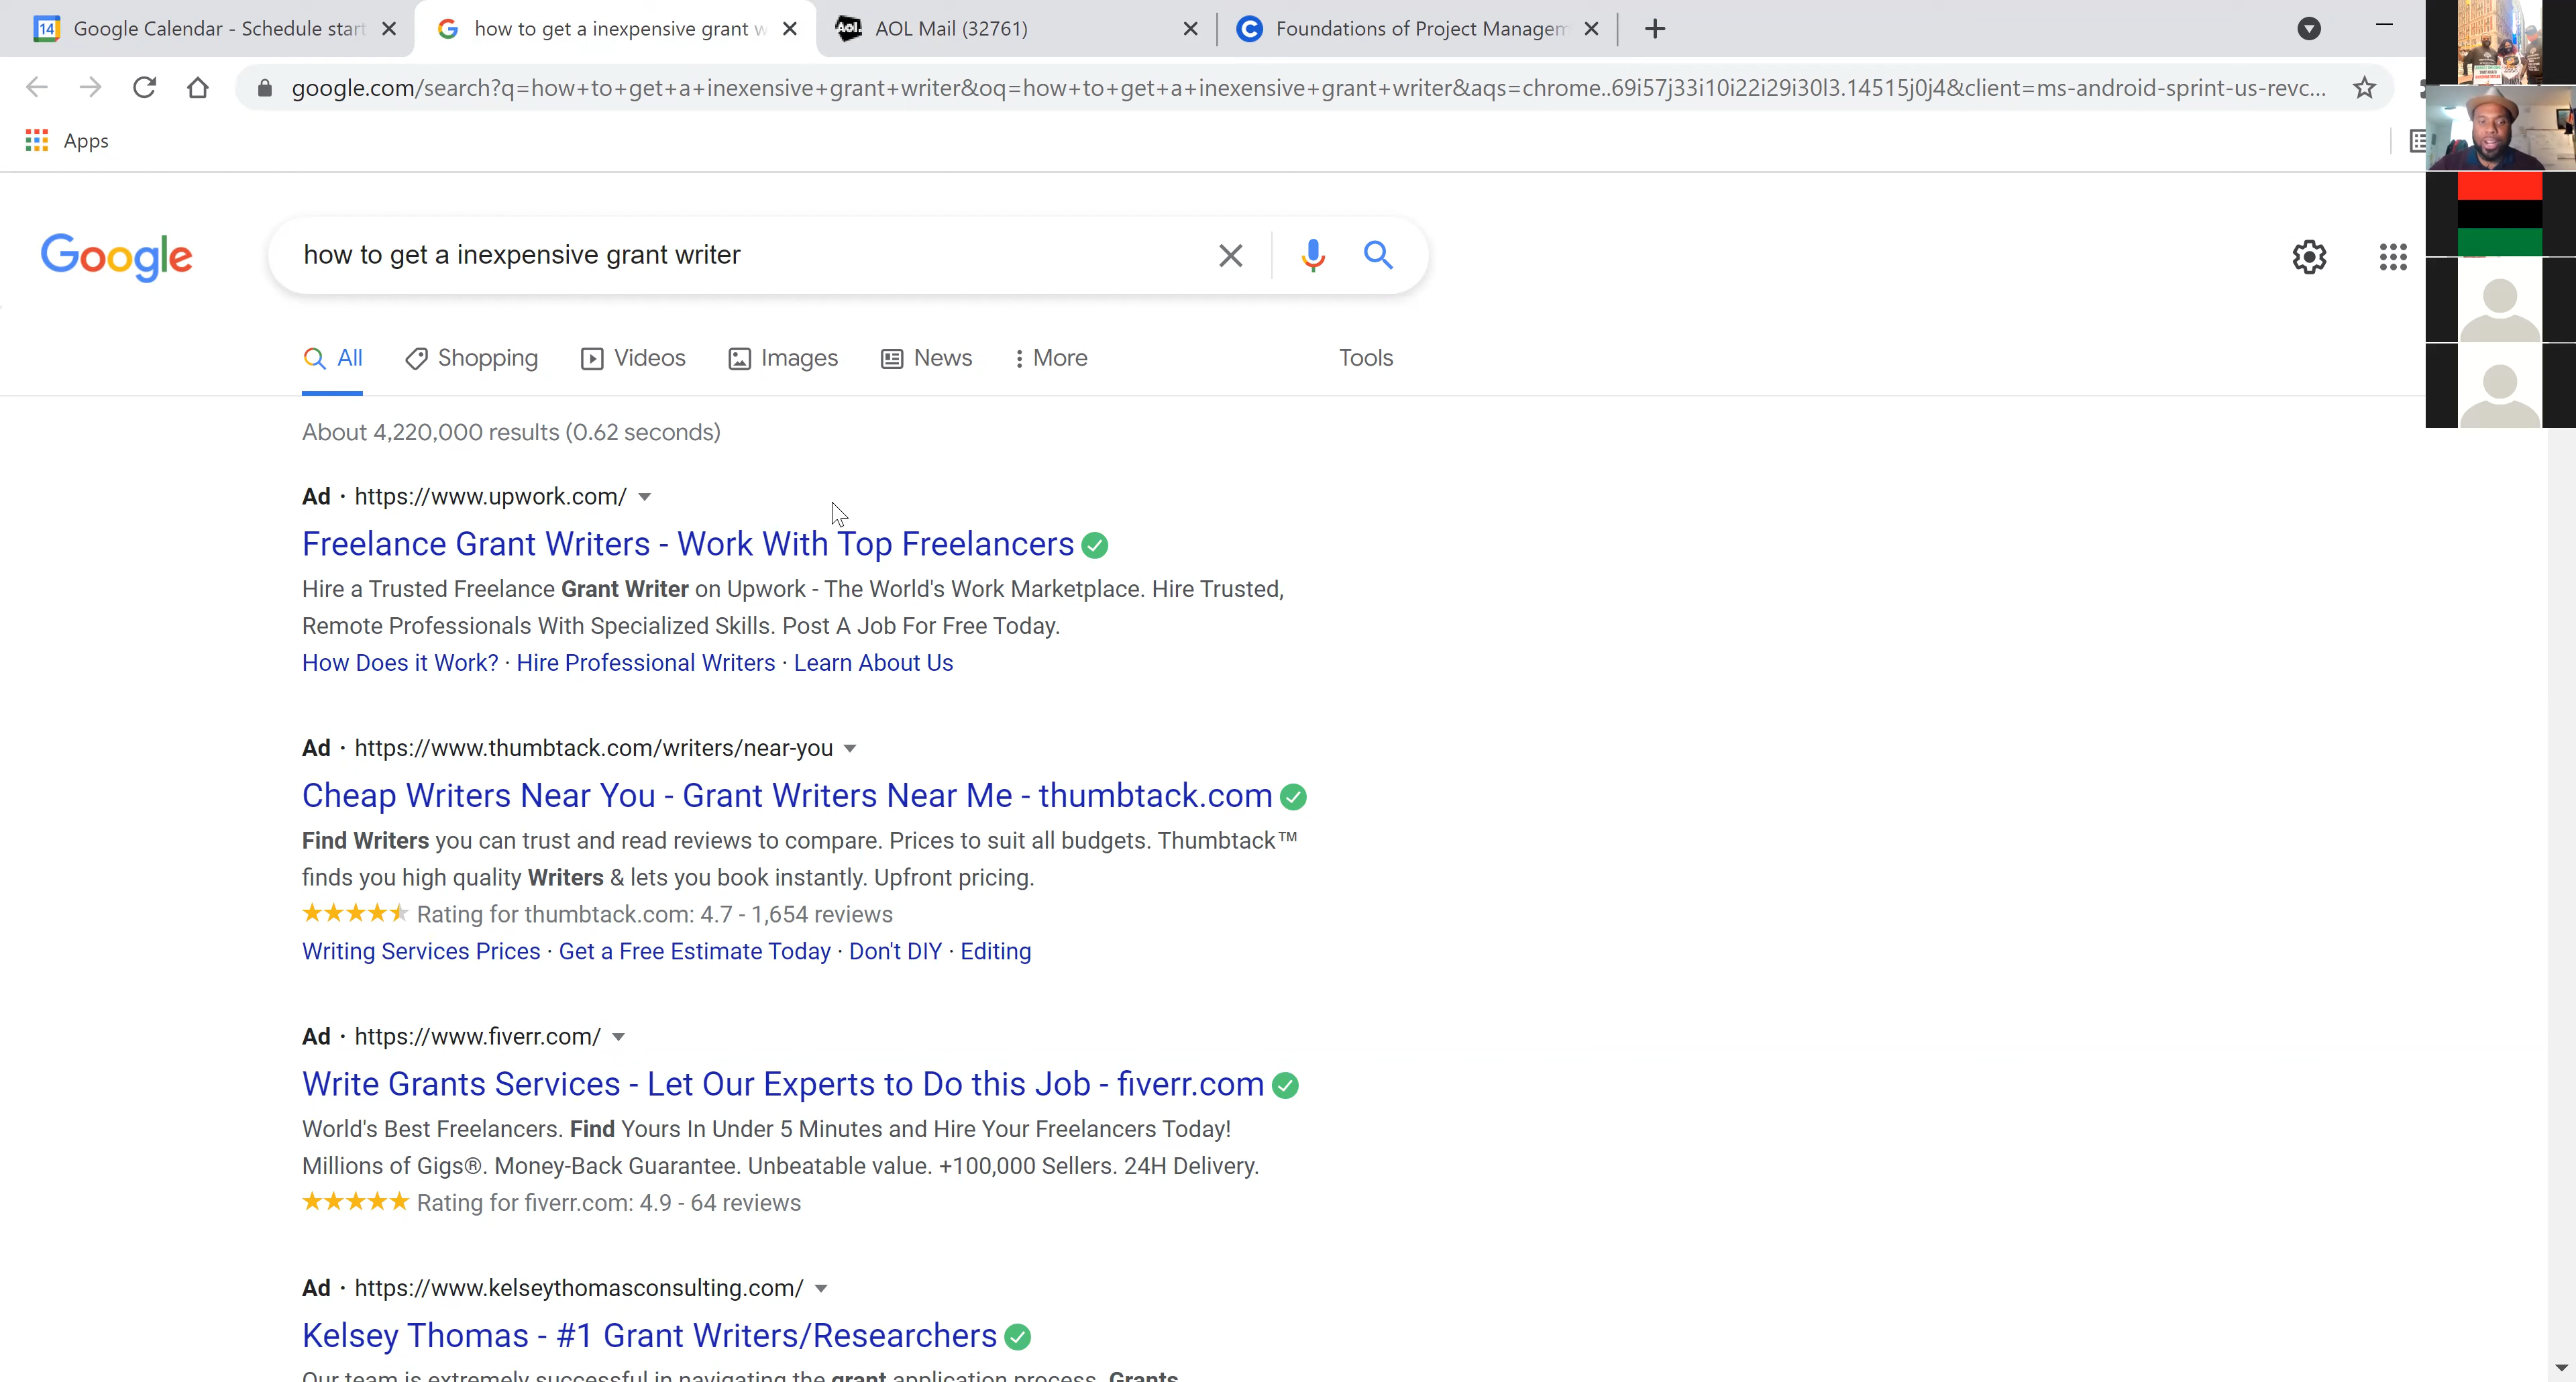 14 Google Calendar - Schedule start
how to get a inexpensive grant w
Aol. AOL Mail (32761)
C Foundations of Project Managem
google.com/search?q=how+to+get+a+inexensive+grant+writer&oq=how+to+get+a+inexensive+grant+writer&aqs=chrome..69i57j33i10i22i29i30l3.14515j0j4&client=ms-android-sprint-us-revc...
Apps
Google
how to get a inexpensive grant writer
All Shopping Videos Images News More Tools
About 4,220,000 results (0.62 seconds)
Ad · https://www.upwork.com/
Freelance Grant Writers - Work With Top Freelancers
Hire a Trusted Freelance Grant Writer on Upwork - The World's Work Marketplace. Hire Trusted,
Remote Professionals With Specialized Skills. Post A Job For Free Today.
How Does it Work? · Hire Professional Writers · Learn About Us
Ad · https://www.thumbtack.com/writers/near-you
Cheap Writers Near You - Grant Writers Near Me - thumbtack.com
Find Writers you can trust and read reviews to compare. Prices to suit all budgets. Thumbtack™
finds you high quality Writers & lets you book instantly. Upfront pricing.
Rating for thumbtack.com: 4.7 - 1,654 reviews
Writing Services Prices · Get a Free Estimate Today · Don't DIY · Editing
Ad · https://www.fiverr.com/
Write Grants Services - Let Our Experts to Do this Job - fiverr.com
World's Best Freelancers. Find Yours In Under 5 Minutes and Hire Your Freelancers Today!
Millions of Gigs®. Money-Back Guarantee. Unbeatable value. +100,000 Sellers. 24H Delivery.
Rating for fiverr.com: 4.9 - 64 reviews
Ad · https://www.kelseythomasconsulting.com/
Kelsey Thomas - #1 Grant Writers/Researchers
Our team is extremely successful in navigating the grant application process. Grants